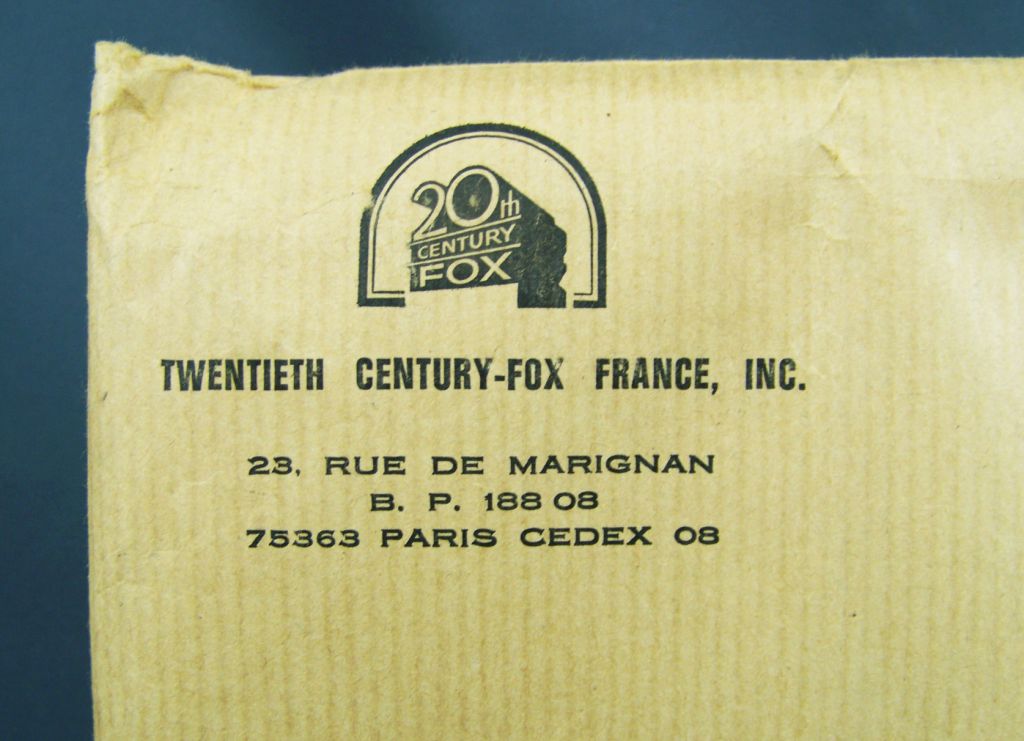 20th
CENTURY
FOX
TWENTIETH CENTURY-FOX FRANCE, INC.
23, RUE DE MARIGNAN
B. P. 188 08
75363 PARIS CEDEX 08